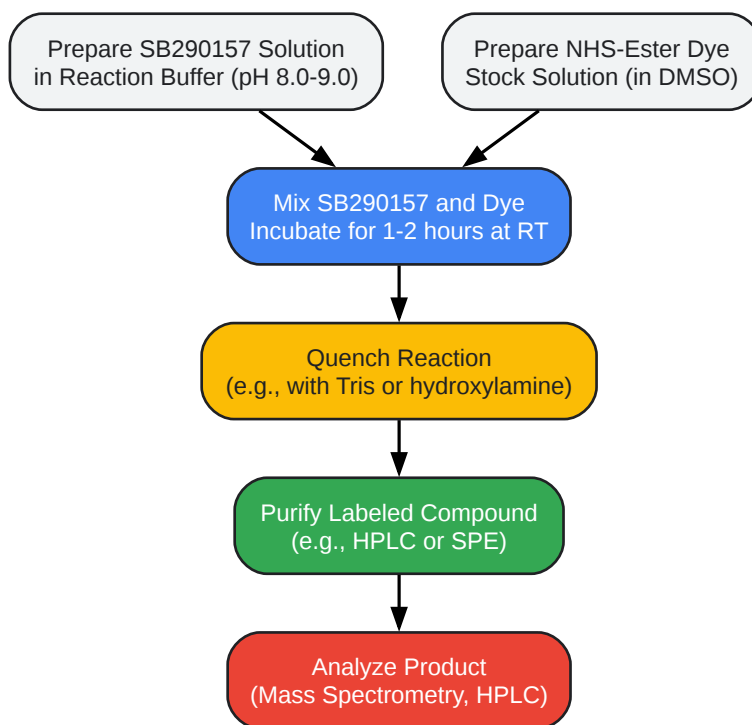 Prepare SB290157 Solution
in Reaction Buffer (pH 8.0-9.0)
Prepare NHS-Ester Dye
Stock Solution (in DMSO)
Mix SB290157 and Dye
Incubate for 1-2 hours at RT
Quench Reaction
(e.g., with Tris or hydroxylamine)
Purify Labeled Compound
(e.g., HPLC or SPE)
Analyze Product
(Mass Spectrometry, HPLC)